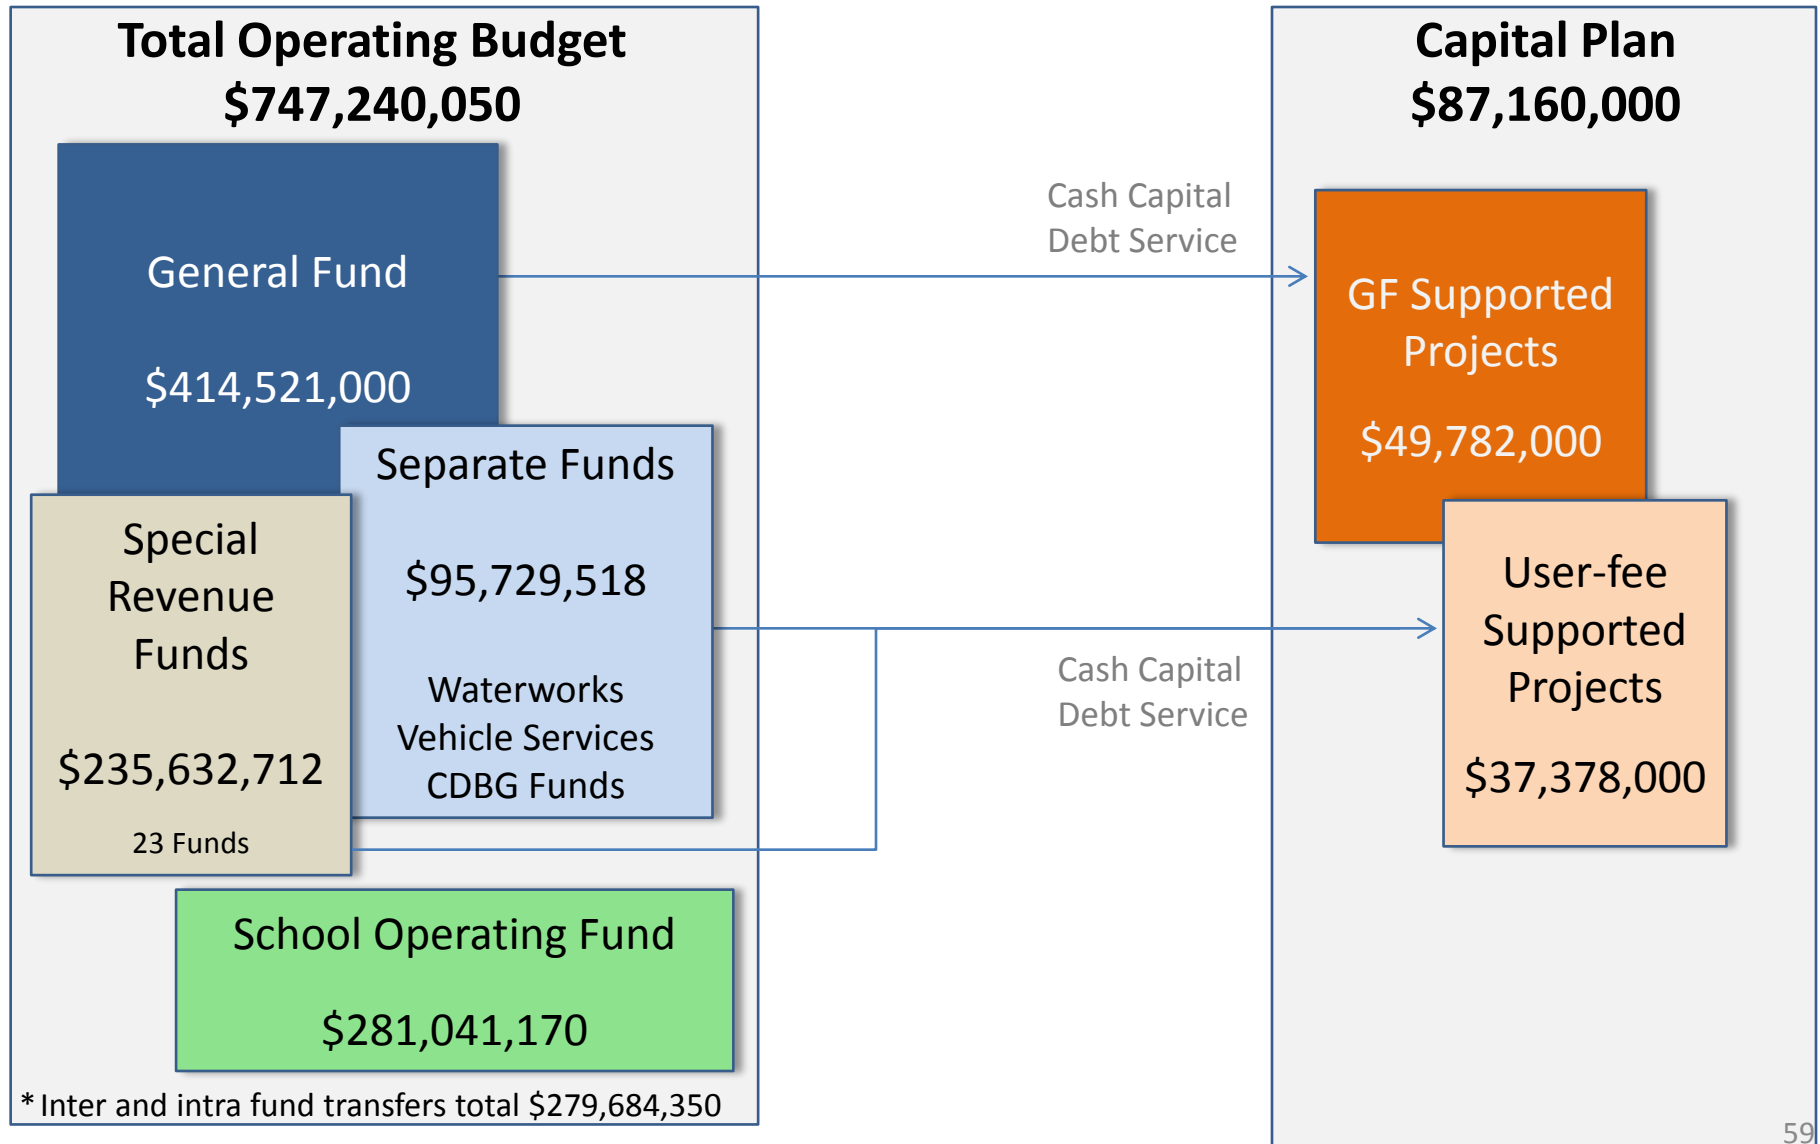 Total Operating Budget
$747,240,050
General Fund
$414,521,000
Separate Funds
$95,729,518
Waterworks
Vehicle Services
CDBG Funds
Special
Revenue
Funds
$235,632,712
23 Funds
School Operating Fund
$281,041,170
* Inter and intra fund transfers total $279,684,350
Cash Capital
Debt Service
Cash Capital
Debt Service
Capital Plan
$87,160,000
GF Supported
Projects
$49,782,000
User-fee
Supported
Projects
$37,378,000
59